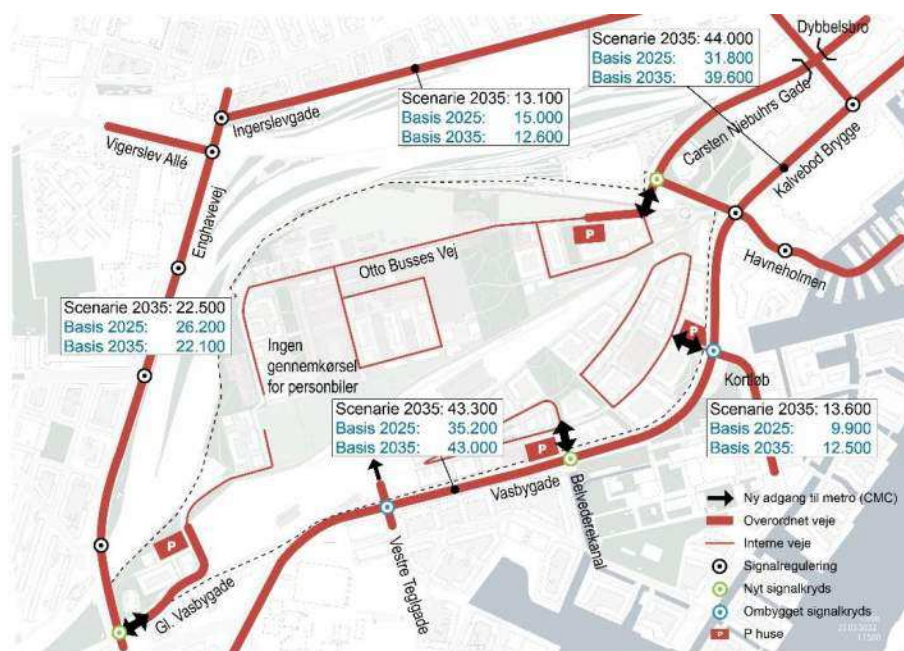 Dybbelsbro
Scenarie 2035: 44.000
Basis 2025: 31.800
Basis 2035: 39.600
Carsten Niebuhrs Gade
Kalvebod Brygge
Scenarie 2035: 13.100
Basis 2025: 15.000
Basis 2035: 12.600
Ingerslevgade
Vigerslev Allé
Enghavevej
P
Otto Busses Vej
Havneholmen
Scenarie 2035: 22.500
Basis 2025: 26.200
Basis 2035: 22.100
Ingen
gennemkørsel
for personbiler
P
Kortløb
Scenarie 2035: 43.300
Basis 2025: 35.200
Basis 2035: 43.000
Scenarie 2035: 13.600
Basis 2025: 9.900
Basis 2035: 12.500
P
Vasbygade
Belvederekanal
Vestre Teglgade
P
Gl. Vasbygade
Ny adgang til metro (CMC)
Overordnet veje
Interne veje
Signalregulering
Nyt signalkryds
Ombygget signalkryds
P P huse